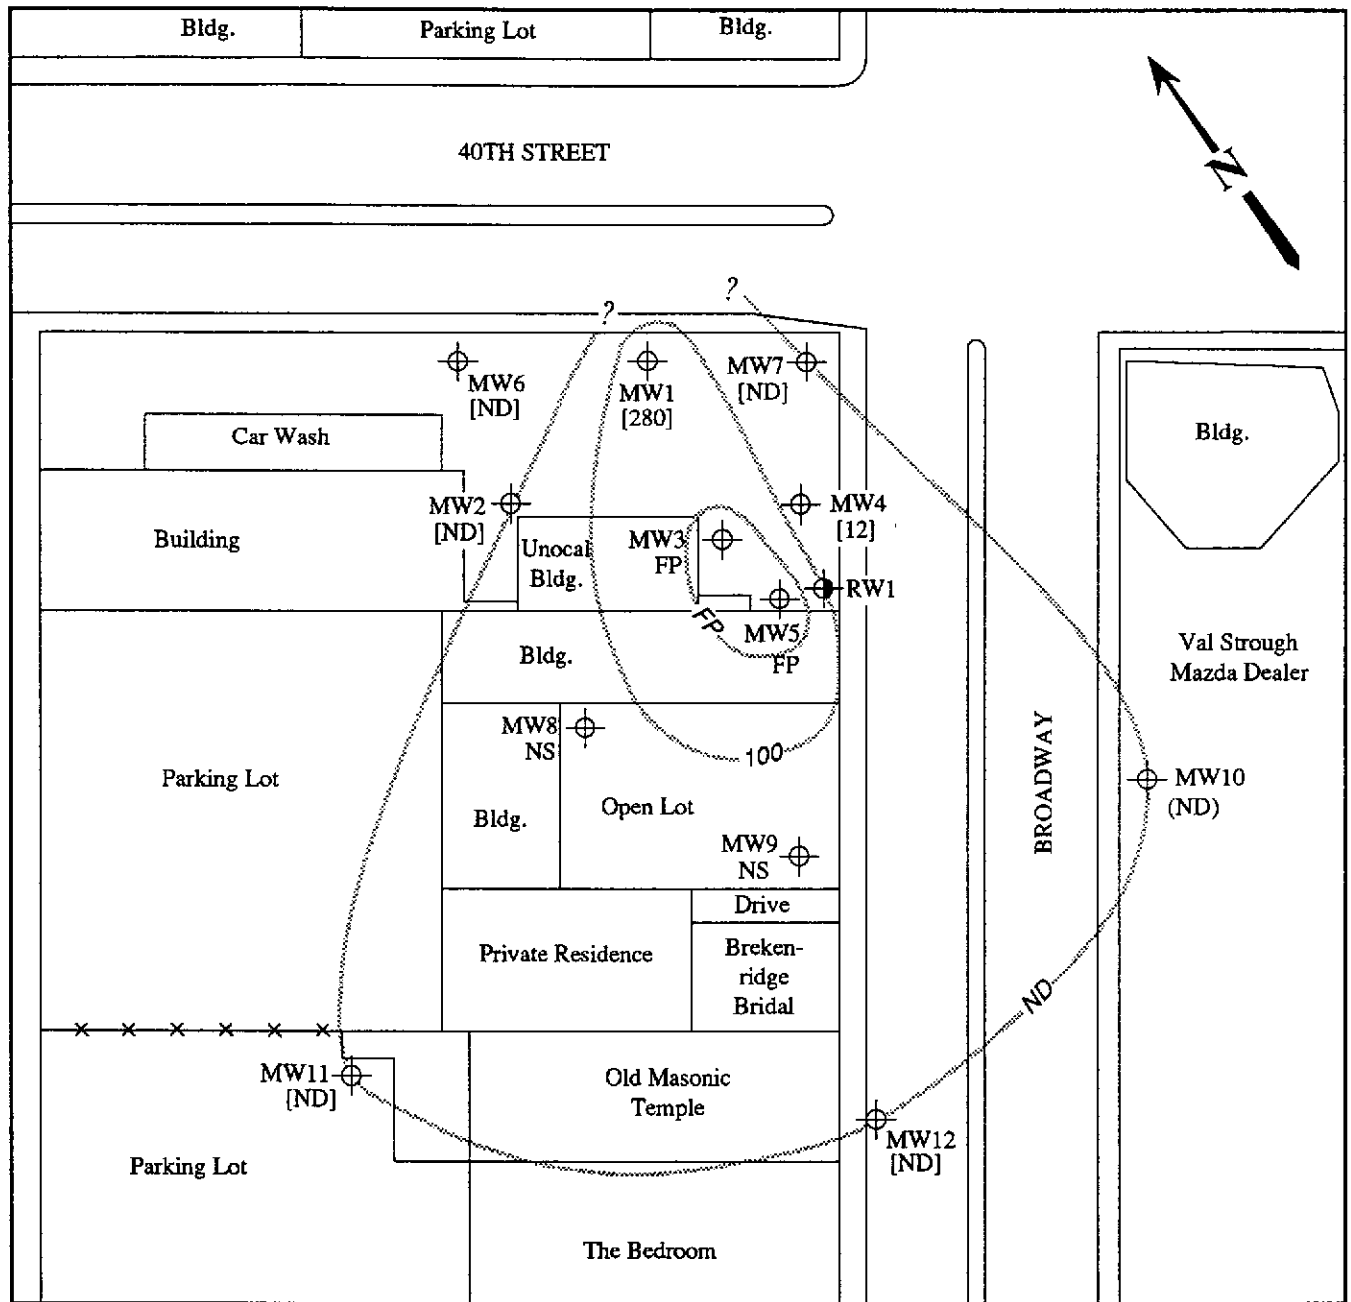 Bldg.
Parking Lot
Bldg.
40TH STREET
N
?
?
MW6
[ND]
MW1
[280]
MW7
[ND]
Car Wash
Bldg.
MW2
[ND]
MW4
[12]
Building
Unocal
Bldg.
MW3
FP
RW1
FP
MW5
FP
Bldg.
Val Strough
Mazda Dealer
MW8
NS
100
Parking Lot
Bldg.
Open Lot
BROADWAY
MW10
(ND)
MW9
NS
Drive
Private Residence
Breken-
ridge
Bridal
ND
MW11
[ND]
Old Masonic
Temple
MW12
[ND]
Parking Lot
The Bedroom